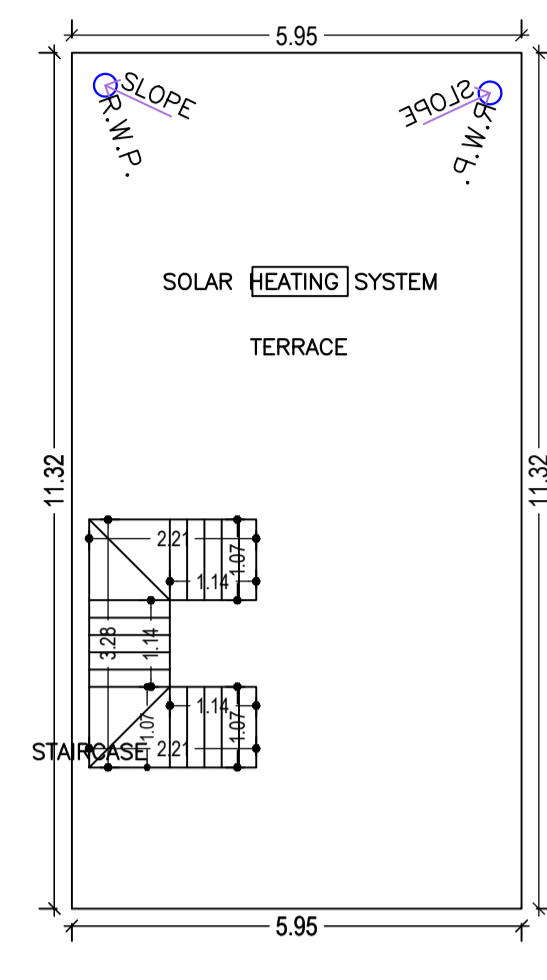 5.95
SLOPE
SLOPE
R.W.P.
R.W.P.
SOLAR HEATING SYSTEM
TERRACE
11.32
11.32
2.21
1.07
1.14
3.28
1.14
1.14
1.07
1.07
STAIRCASE
2.21
5.95